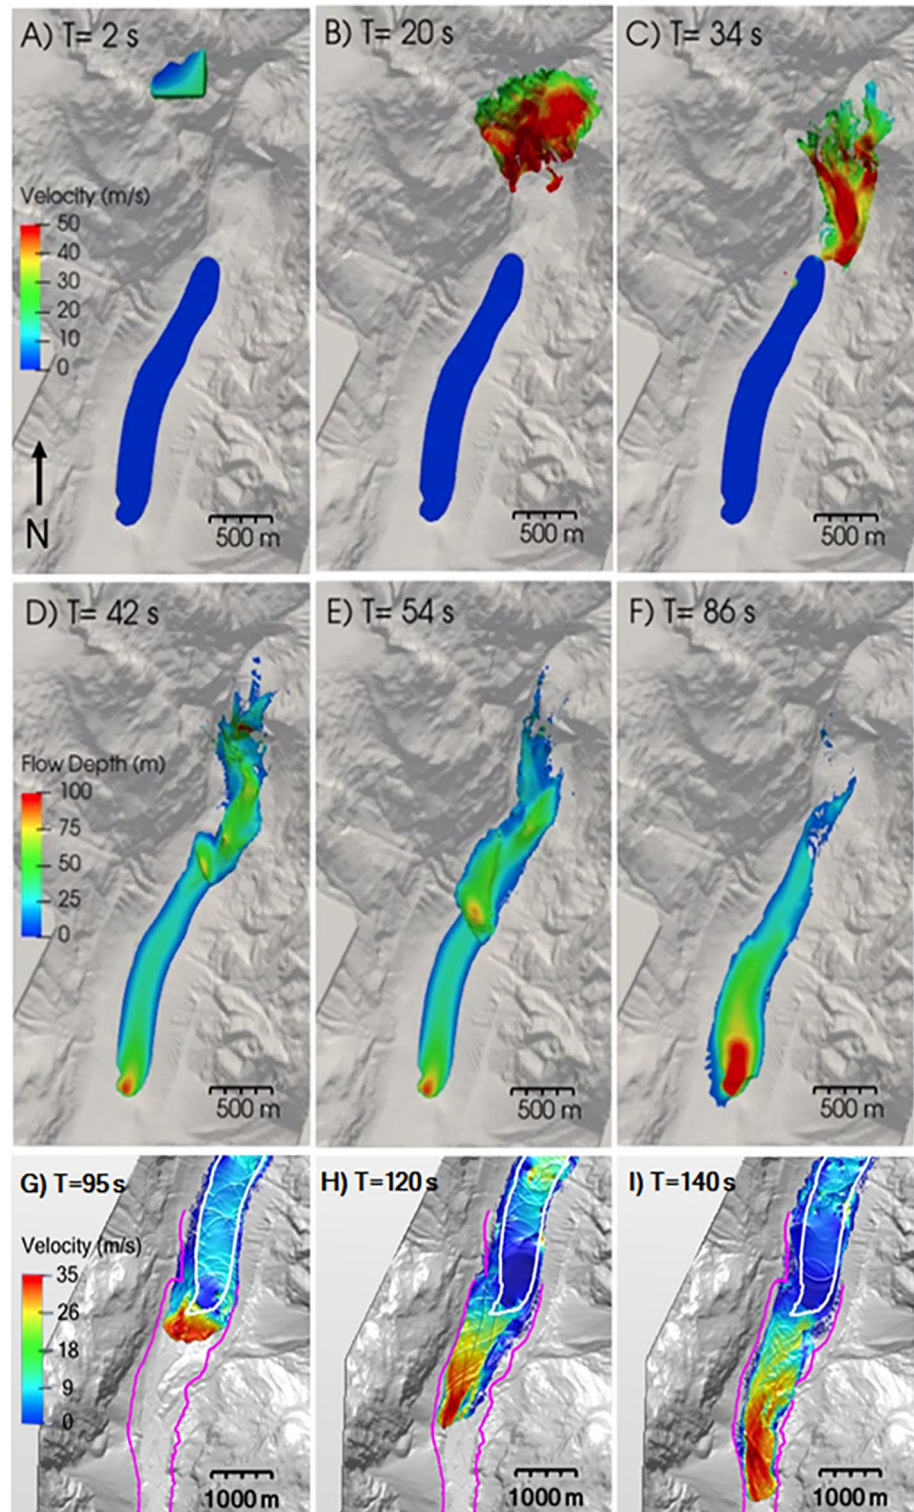 A) T= 2 s
B) T= 20 s
C) T= 34 s
Velocity (m/s)
50
40
30
20
10
0
N
500 m
500 m
500 m
D) T= 42 s
E) T= 54 s
F) T= 86 s
Flow Depth (m)
100
75
50
25
0
500 m
500 m
500 m
G) T=95 s
H) T=120 s
I) T=140 s
Velocity (m/s)
35
26
18
9
0
1000 m
1000 m
1000 m